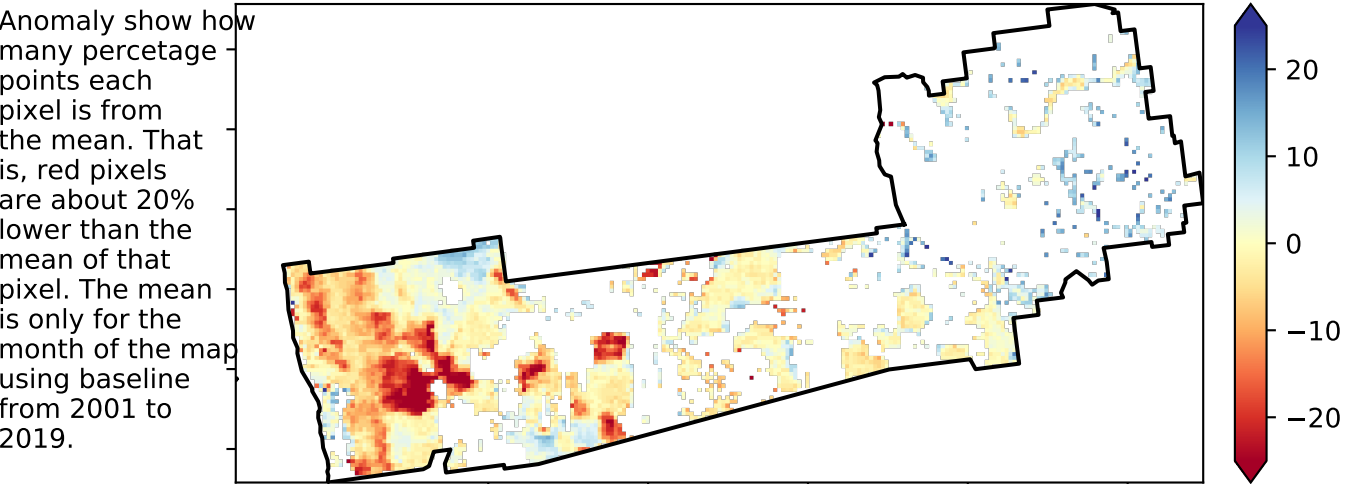 Anomaly show how
many percetage
points each
pixel is from
the mean. That
is, red pixels
are about 20%
lower than the
mean of that
pixel. The mean
is only for the
month of the map
using baseline
from 2001 to
2019.
20
10
0
−10
−20